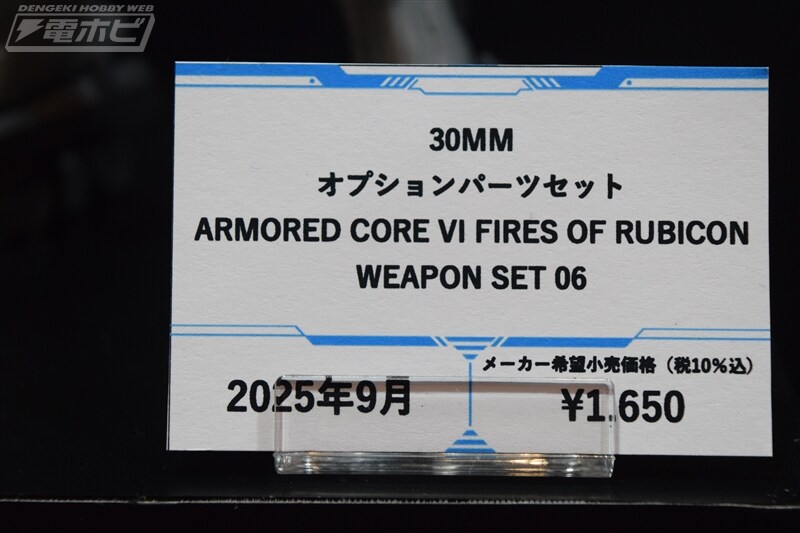 DENGEKI HOBBY WEB
電ホビ
30MM
オプションパーツセット
ARMORED CORE VI FIRES OF RUBICON
WEAPON SET 06
メーカー希望小売価格（税10%込）
2025年9月
¥1,650